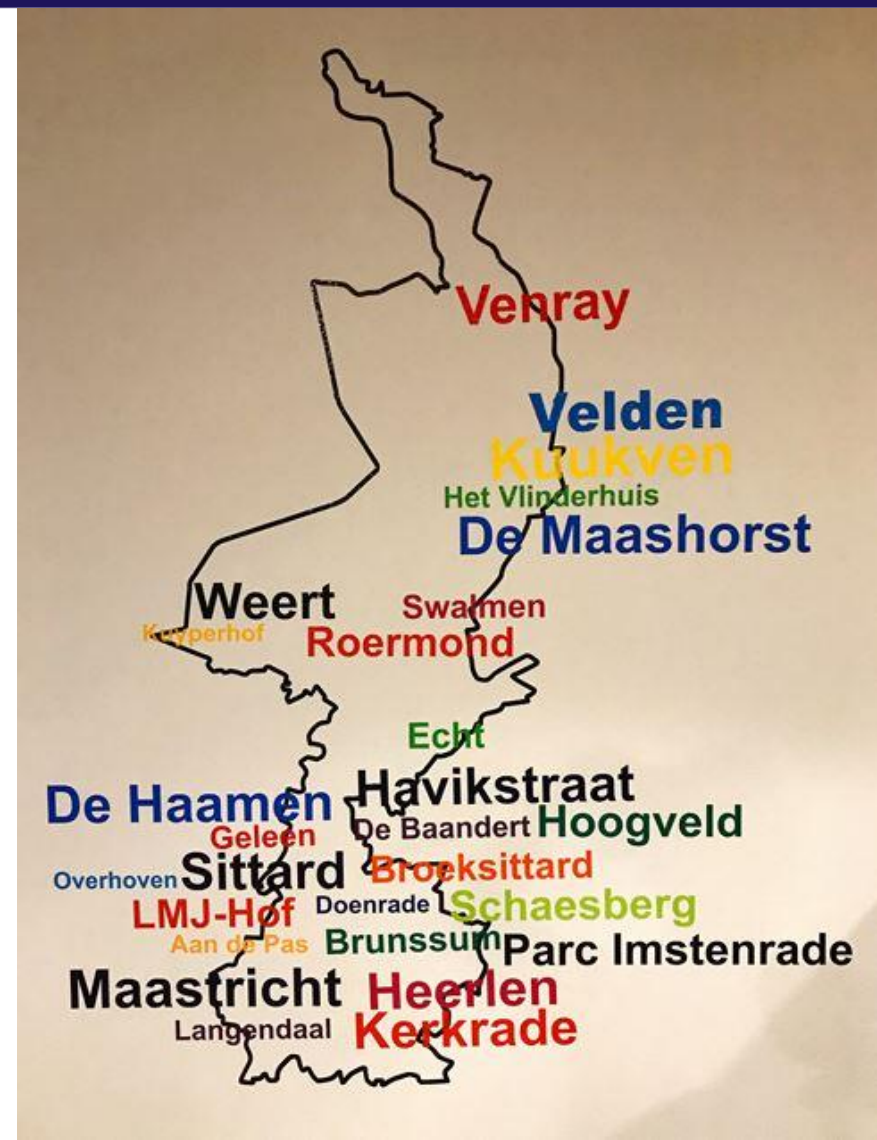 Venray
Velden
Kuukven
Het Vlinderhuis
De Maashorst
Weert
Swalmen
Kuyperhof
Roermond
Echt
Havikstraat
De Haamen
De Baandert
Hoogveld
Geleen
Sittard
Broeksittard
Overhoven
LMJ-Hof
Doenrade
Schaesberg
Aan de Pas
Brunssum
Parc Imstenrade
Maastricht
Heerlen
Langendaal
Kerkrade